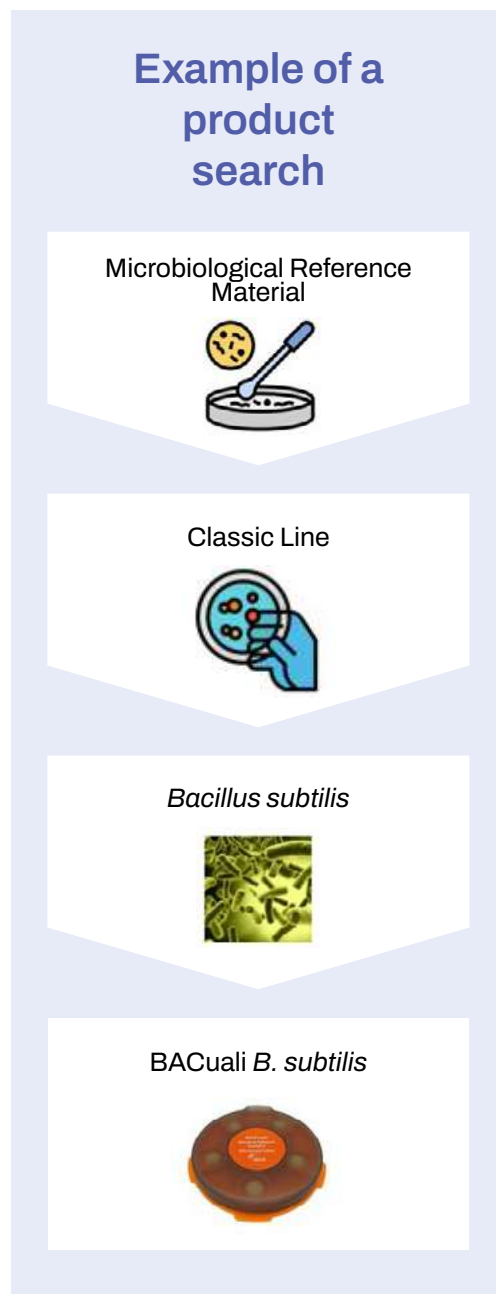 Example of a
product
search
Microbiological Reference
Material
Classic Line
Bacillus subtilis
BACuali B. subtilis